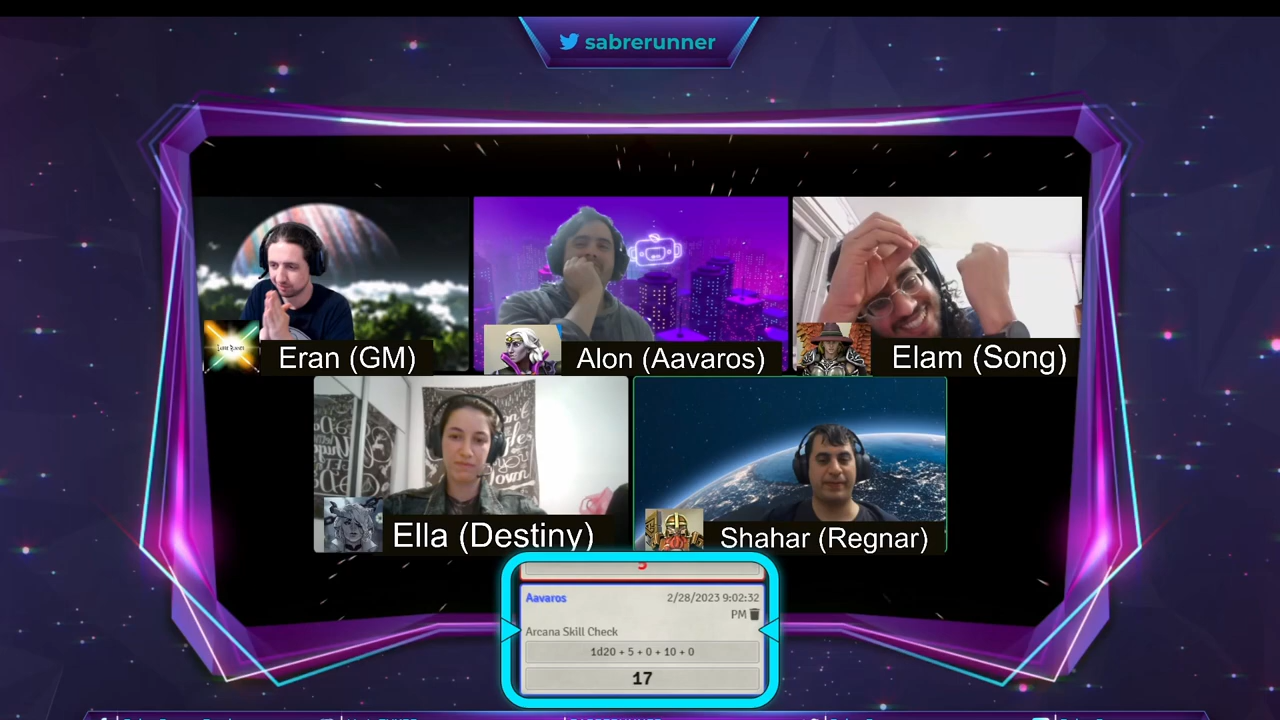 sabrerunner
Eran (GM)
Alon (Aavaros)
Elam (Song)
Ella (Destiny)
Shahar (Regnar)
5
Aavaros
2/28/2023 9:02:32
PM
Arcana Skill Check
1d20 + 5 + 0 + 10 + 0
17